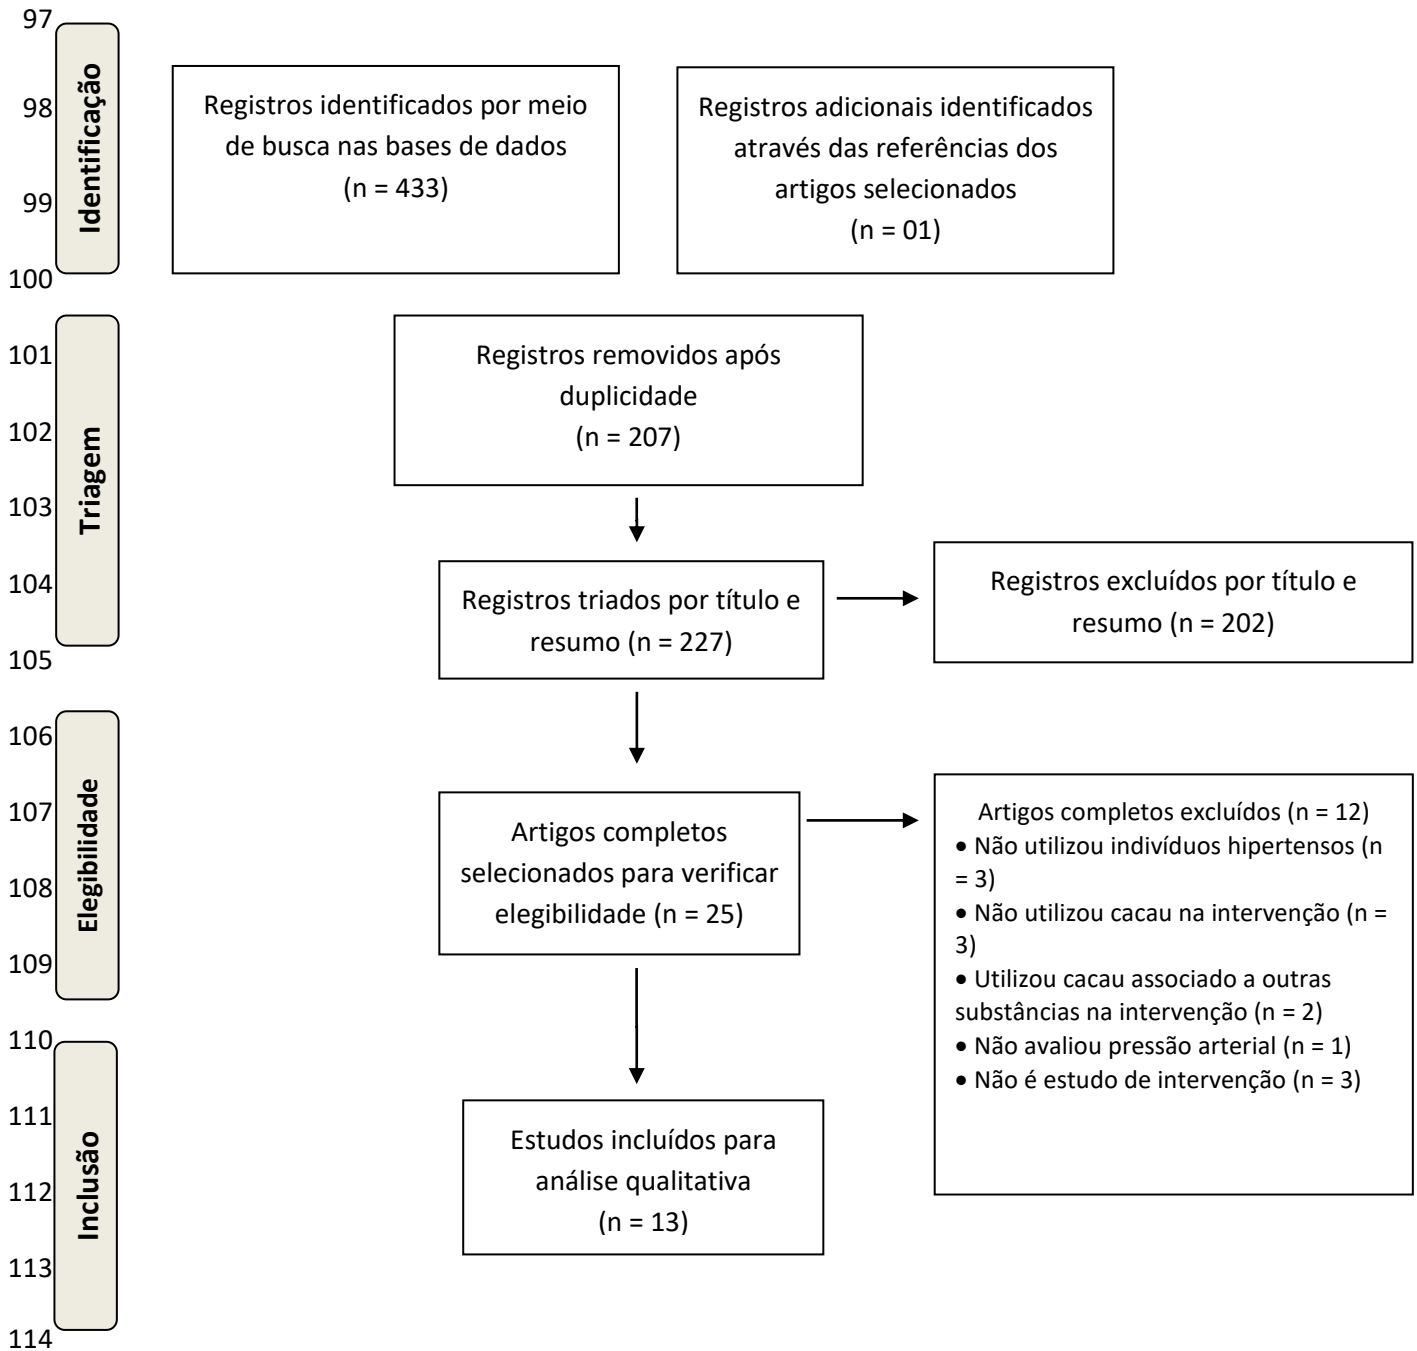 97
98
99
100
101
102
103
104
105
106
107
108
109
110
111
112
113
114
Identificação
Registros identificados por meio
de busca nas bases de dados
(n = 433)
Registros adicionais identificados
através das referências dos
artigos selecionados
(n = 01)
Triagem
Registros removidos após
duplicidade
(n = 207)
Registros triados por título e
resumo (n = 227)
Registros excluídos por título e
resumo (n = 202)
Elegibilidade
Artigos completos
selecionados para verificar
elegibilidade (n = 25)
Artigos completos excluídos (n = 12)
• Não utilizou indivíduos hipertensos (n
= 3)
• Não utilizou cacau na intervenção (n =
3)
• Utilizou cacau associado a outras
substâncias na intervenção (n = 2)
• Não avaliou pressão arterial (n = 1)
• Não é estudo de intervenção (n = 3)
Inclusão
Estudos incluídos para
análise qualitativa
(n = 13)